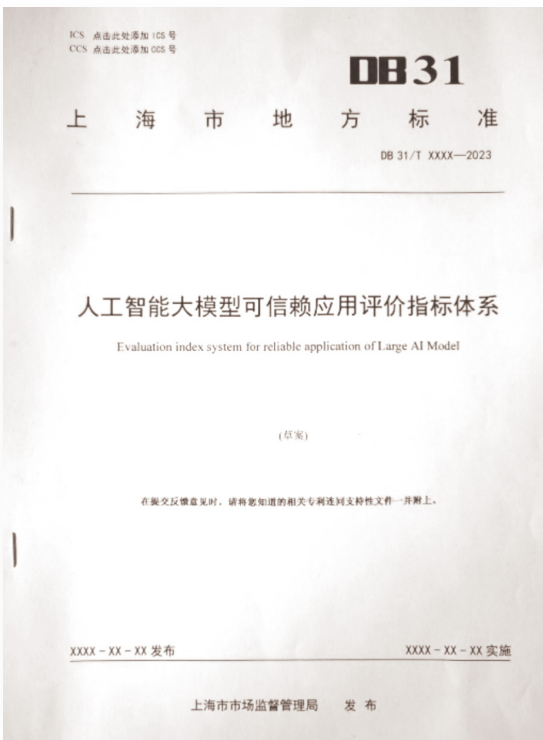 ICS 点击此处添加 ICS 号
CCS 点击此处添加 CCS 号
DB31
上海市地方标准
DB 31/T XXXX—2023
人工智能大模型可信赖应用评价指标体系
Evaluation index system for reliable application of Large AI Model
(草案)
在提交反馈意见时，请将您知道的相关专利连同支持性文件一并附上。
XXXX-XX-XX 发布 XXXX-XX-XX 实施
上海市市场监督管理局 发布